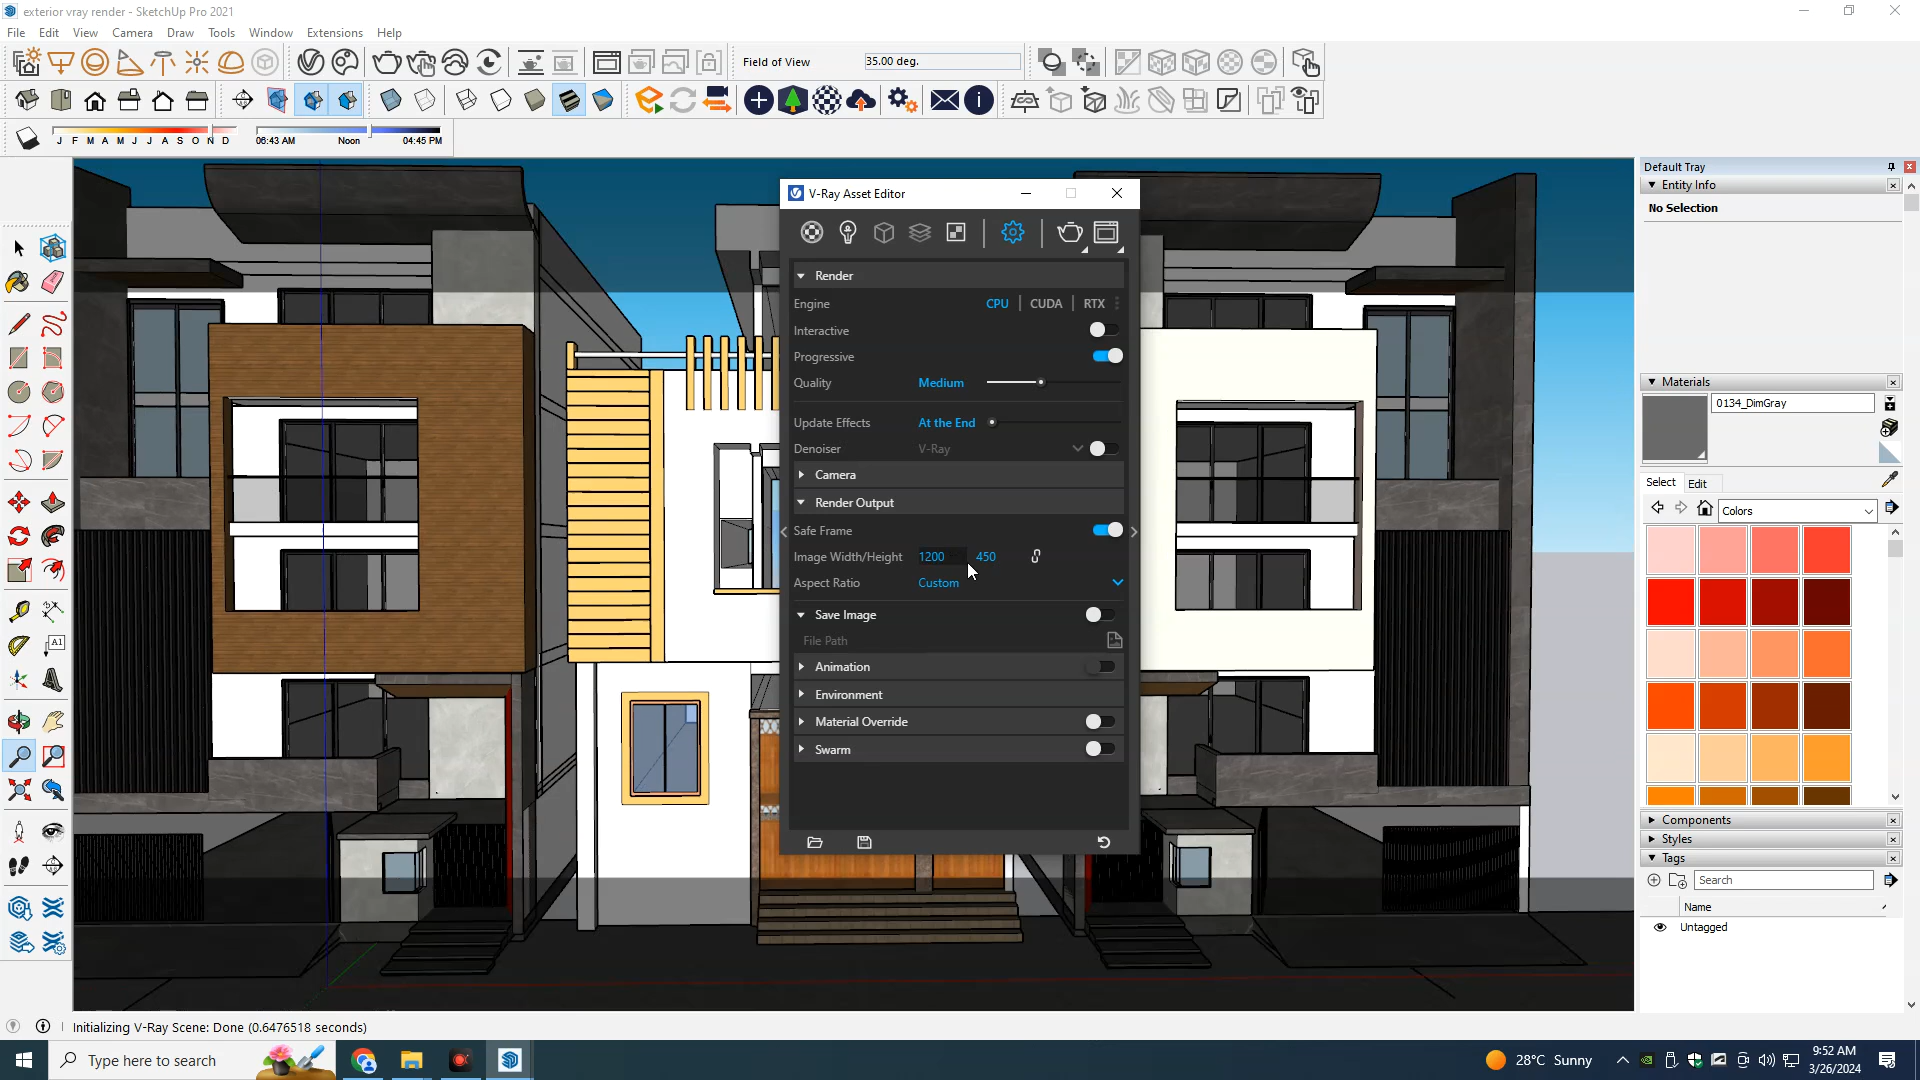 exterior vray render - SketchUp Pro 2021
File Edit View Camera Draw Tools Window Extensions Help
Field of View 35.00 deg.
J F M A M J J A S O N D 06:43 AM Noon 04:45 PM
V-Ray Asset Editor
Render
Engine CPU | CUDA | RTX
Interactive
Progressive
Quality Medium
Update Effects At the End
Denoiser V-Ray
Camera
Render Output
Safe Frame
Image Width/Height 1200 450
Aspect Ratio Custom
Save Image
File Path
Animation
Environment
Material Override
Swarm
Default Tray
Entity Info
No Selection
Materials
0134_DimGray
Select Edit
Colors
Components
Styles
Tags
Search
Name
Untagged
A1
Initializing V-Ray Scene: Done (0.6476518 seconds)
Type here to search
28°C Sunny
9:52 AM
3/26/2024